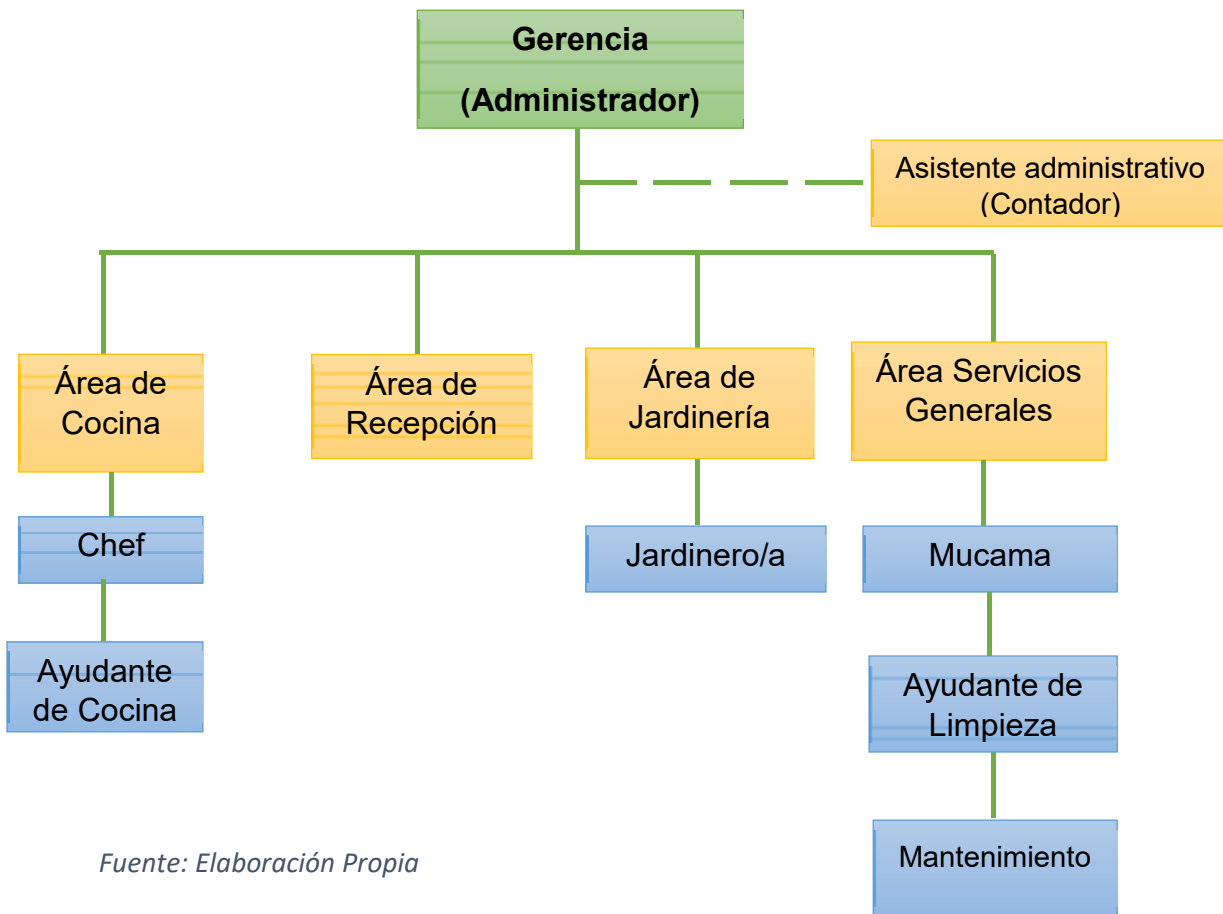 Gerencia
(Administrador)
Asistente administrativo
(Contador)
Área de
Cocina
Área de
Recepción
Área de
Jardinería
Área Servicios
Generales
Chef
Jardinero/a
Mucama
Ayudante
de Cocina
Ayudante de
Limpieza
Mantenimiento
Fuente: Elaboración Propia